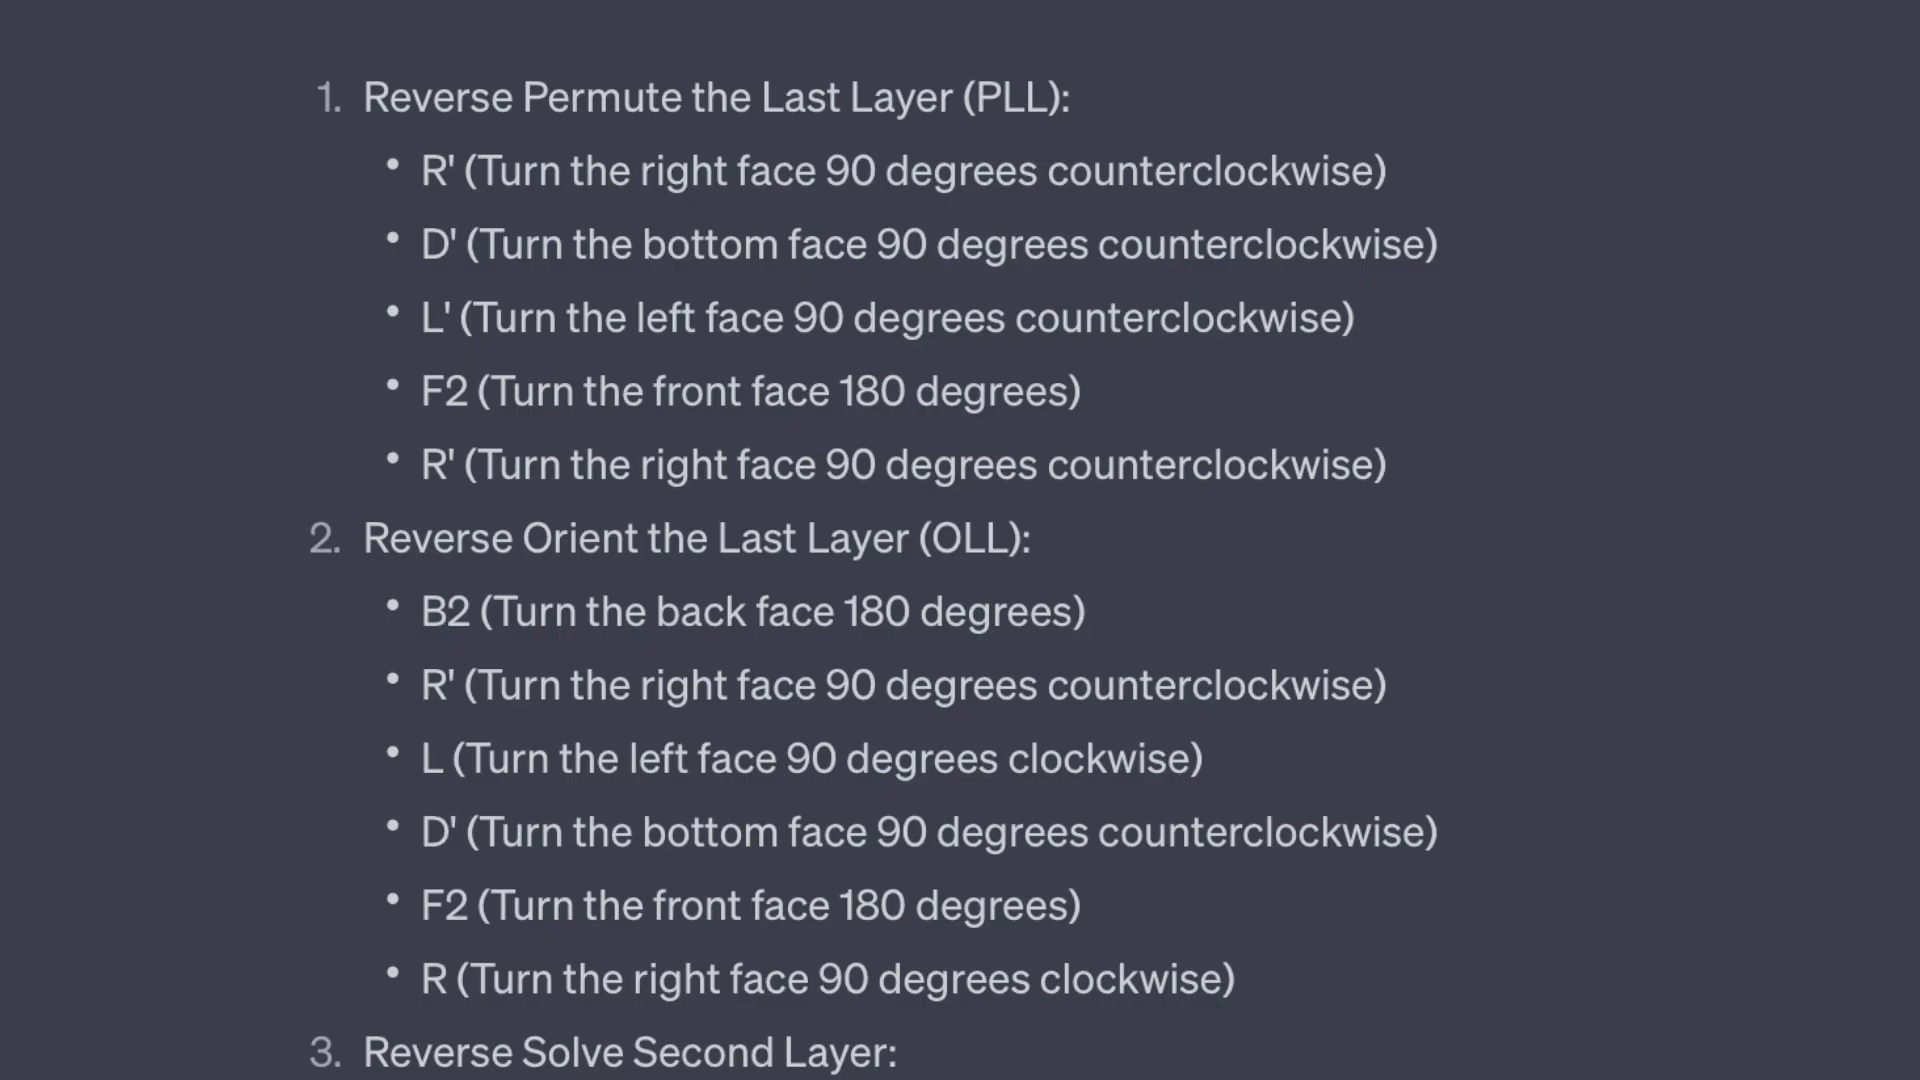 1. Reverse Permute the Last Layer (PLL):
• R' (Turn the right face 90 degrees counterclockwise)
• D' (Turn the bottom face 90 degrees counterclockwise)
• L' (Turn the left face 90 degrees counterclockwise)
• F2 (Turn the front face 180 degrees)
• R' (Turn the right face 90 degrees counterclockwise)
2. Reverse Orient the Last Layer (OLL):
• B2 (Turn the back face 180 degrees)
• R' (Turn the right face 90 degrees counterclockwise)
• L (Turn the left face 90 degrees clockwise)
• D' (Turn the bottom face 90 degrees counterclockwise)
• F2 (Turn the front face 180 degrees)
• R (Turn the right face 90 degrees clockwise)
3. Reverse Solve Second Layer: